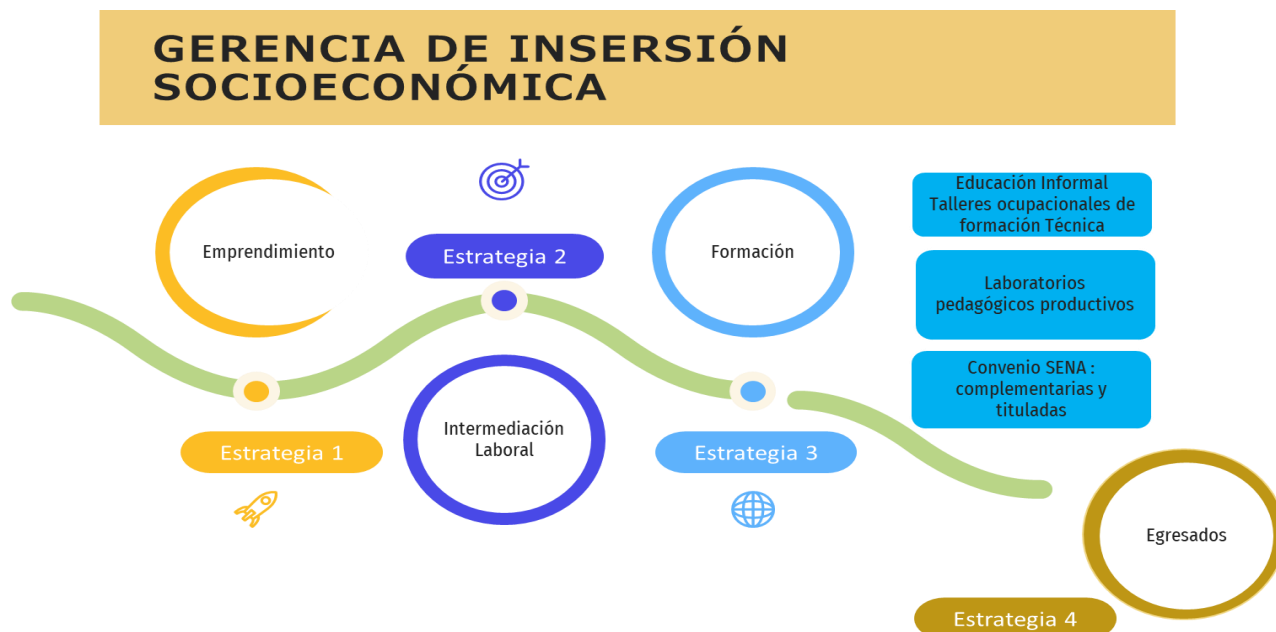 GERENCIA DE INSERSIÓN
SOCIOECONÓMICA
Emprendimiento
Estrategia 1
Estrategia 2
Intermediación
Laboral
Formación
Estrategia 3
Educación Informal
Talleres ocupacionales de
formación Técnica
Laboratorios
pedagógicos productivos
Convenio SENA :
complementarias y
tituladas
Egresados
Estrategia 4